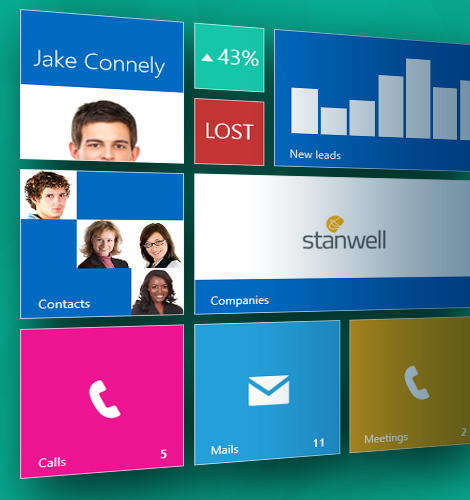 Jake Connely
43%
LOST
New leads
Contacts
stanwell
Companies
Calls
5
Mails
11
Meetings
2